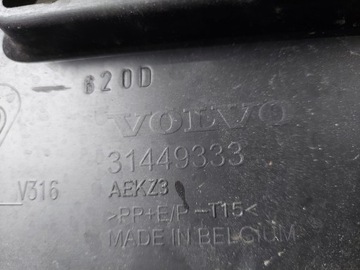 620D
VOLVO
31449333
V316 AEKZ3
>PP+E/P-T15<
MADE IN BELGIUM